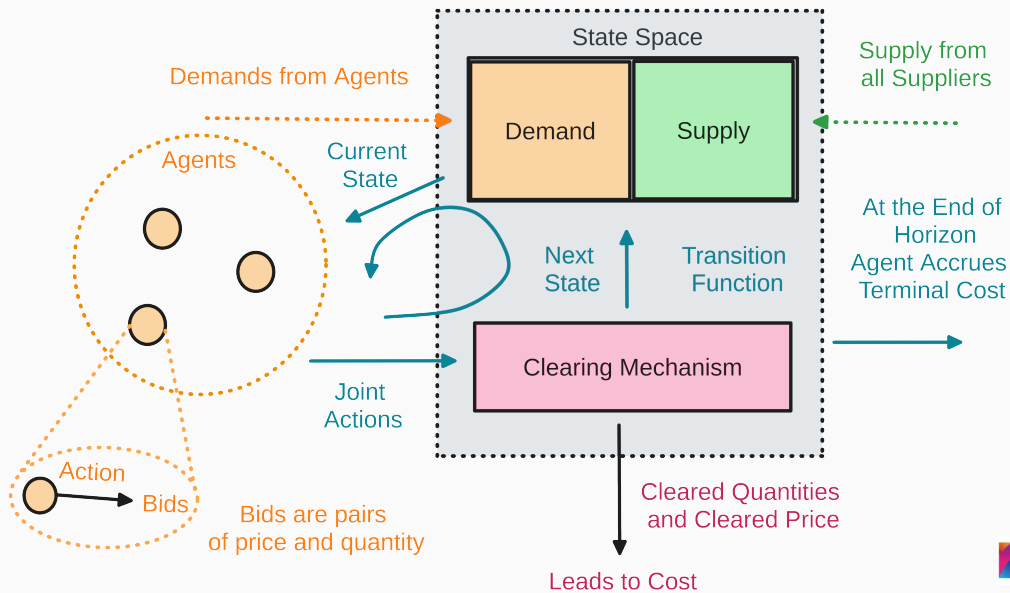 State Space
Demands from Agents
Supply from
all Suppliers
Demand
Supply
Agents
Current
State
At the End of
Horizon
Agent Accrues
Terminal Cost
Next
State
Transition
Function
Clearing Mechanism
Joint
Actions
Action
Bids
Bids are pairs
of price and quantity
Cleared Quantities
and Cleared Price
Leads to Cost